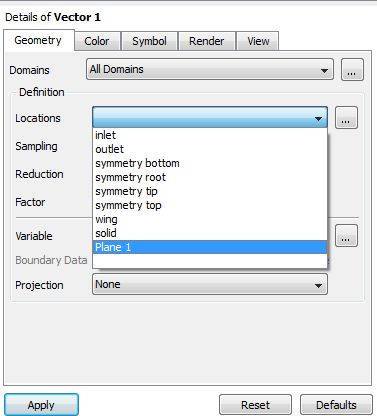 Details of Vector 1
Geometry Color Symbol Render View
Domains All Domains ...
Definition
Locations ...
inlet
outlet
Sampling
symmetry bottom
Reduction
symmetry root
symmetry tip
Factor
symmetry top
wing
Variable
solid
...
Plane 1
Boundary Data
Projection None
Apply Reset Defaults